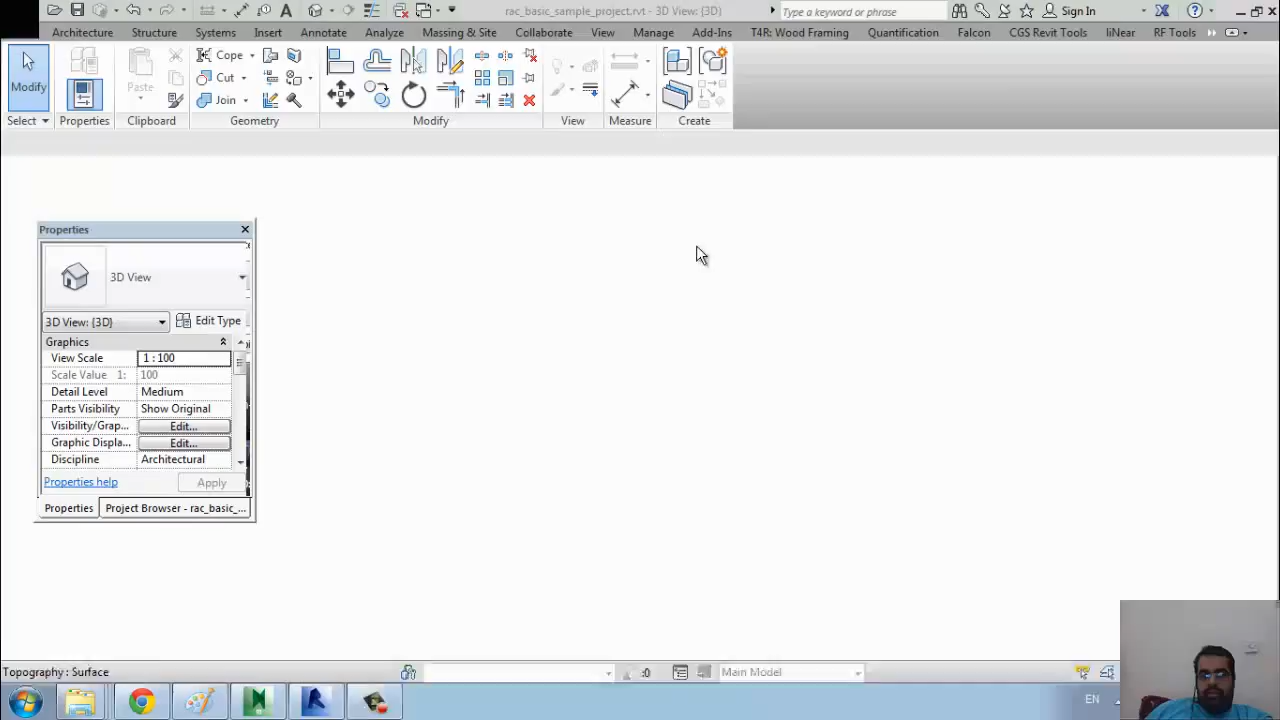 rac_basic_sample_project.rvt - 3D View: {3D}
Type a keyword or phrase
Sign In
Architecture Structure Systems Insert Annotate Analyze Massing & Site Collaborate View Manage Add-Ins T4R: Wood Framing Quantification Falcon CGS Revit Tools liNear RF Tools
Modify
Paste
Cope
Cut
Join
Select Properties Clipboard Geometry Modify View Measure Create
Properties
3D View
3D View: {3D} Edit Type
Graphics
View Scale 1 : 100
Scale Value 1: 100
Detail Level Medium
Parts Visibility Show Original
Visibility/Grap... Edit...
Graphic Displa... Edit...
Discipline Architectural
Properties help Apply
Properties Project Browser - rac_basic_...
Topography : Surface
:0
Main Model
EN